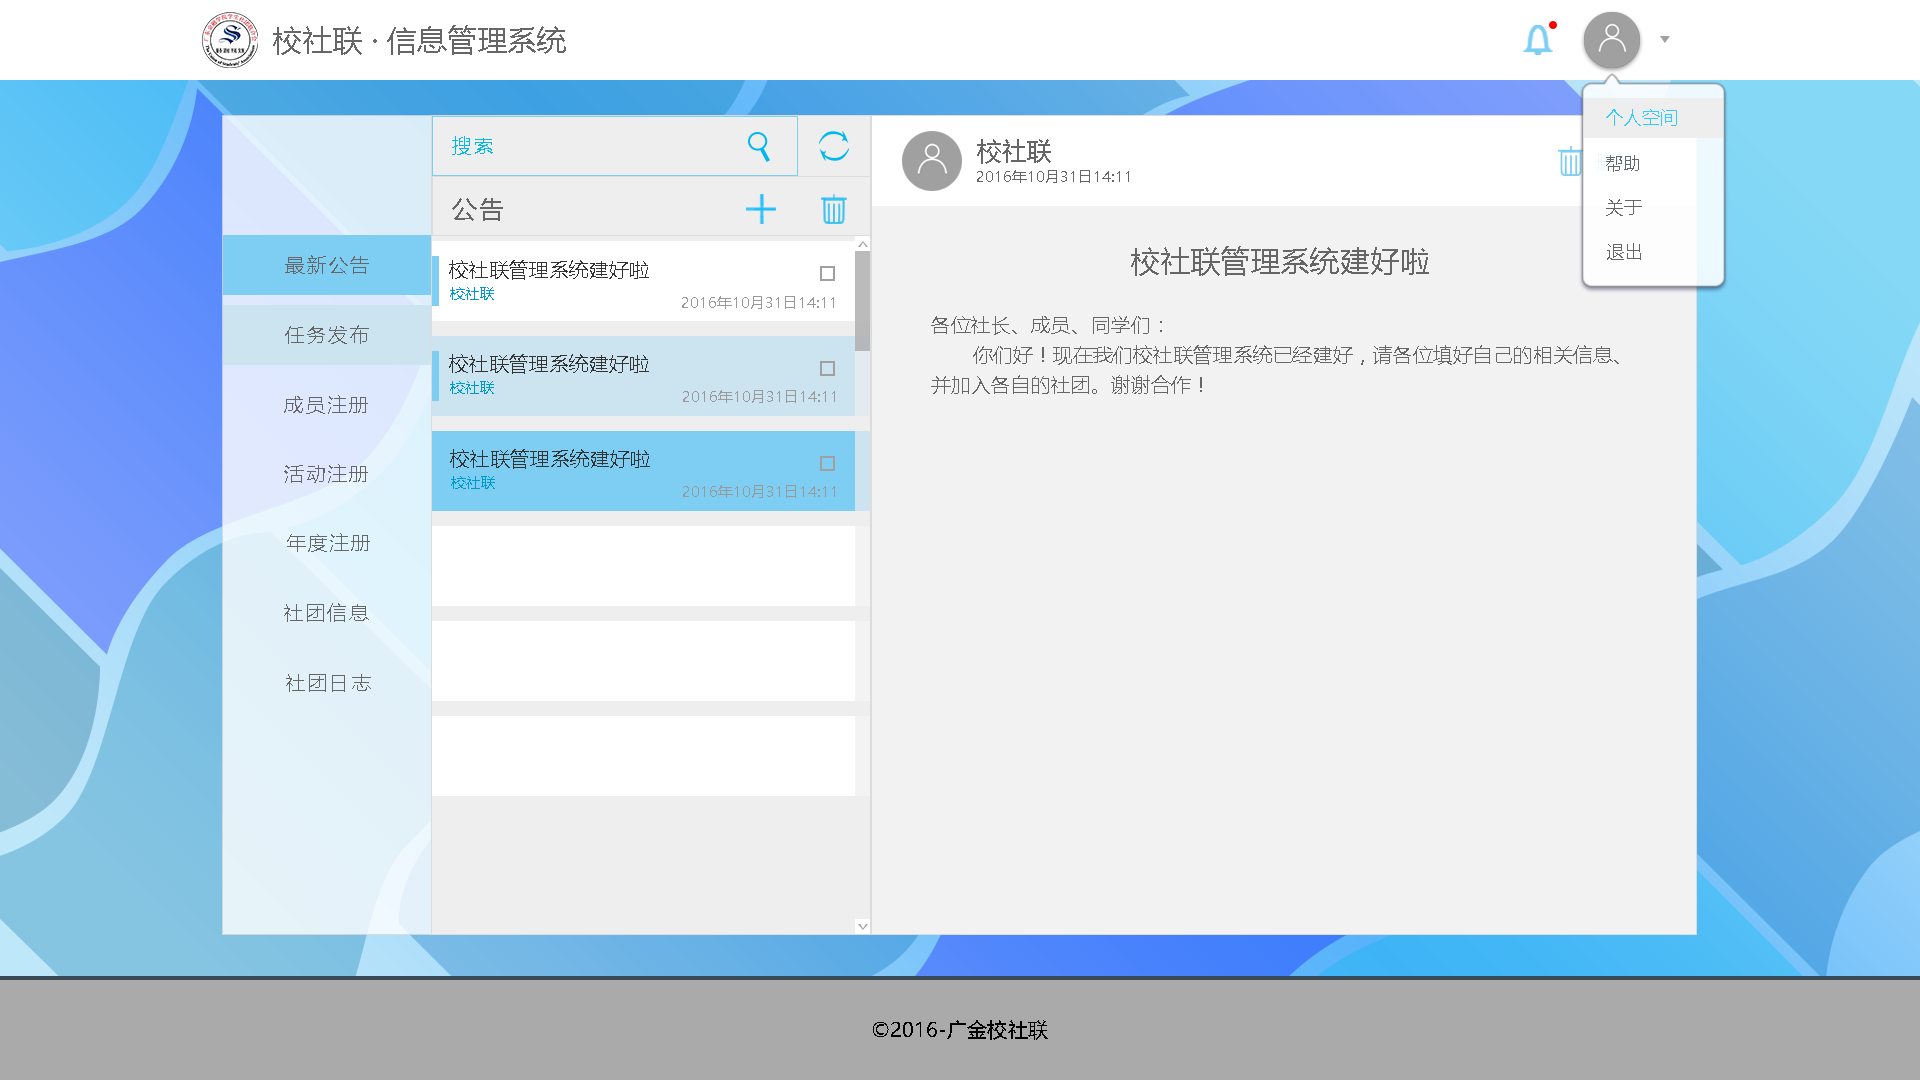 校社联 · 信息管理系统
个人空间
帮助
关于
退出
最新公告
任务发布
成员注册
活动注册
年度注册
社团信息
社团日志
搜索
公告
校社联管理系统建好啦
校社联
2016年10月31日14:11
校社联管理系统建好啦
校社联
2016年10月31日14:11
校社联管理系统建好啦
校社联
2016年10月31日14:11
校社联
2016年10月31日14:11
校社联管理系统建好啦
各位社长、成员、同学们：
你们好！现在我们校社联管理系统已经建好，请各位填好自己的相关信息、
并加入各自的社团。谢谢合作！
©2016-广金校社联